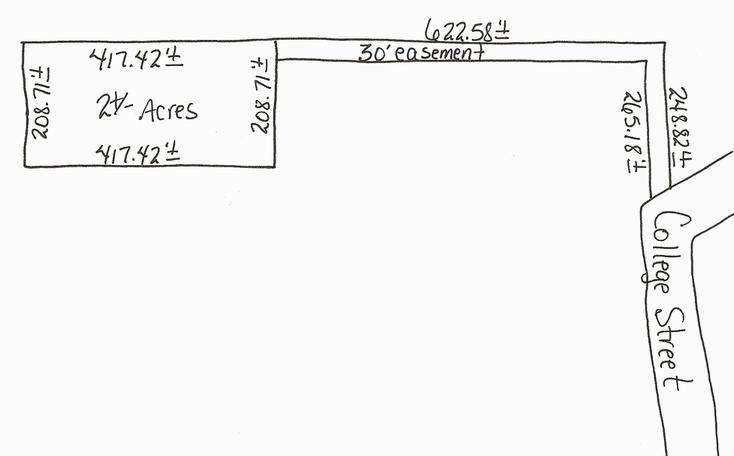 622.58'±
30' easement
417.42'±
208.71'±
208.71'±
2+/- Acres
417.42'±
265.18'±
248.82'±
College Street